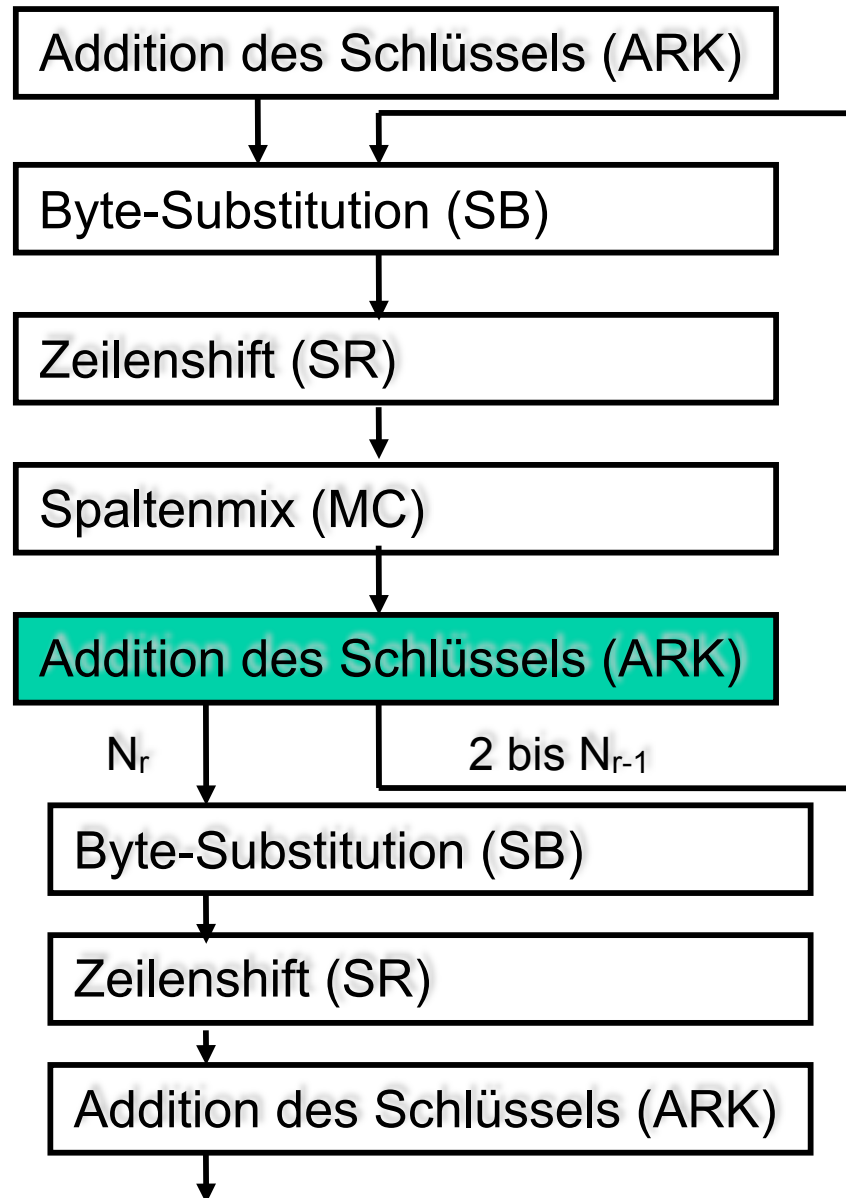 Addition des Schlüssels (ARK)
Byte-Substitution (SB)
Zeilenshift (SR)
Spaltenmix (MC)
Addition des Schlüssels (ARK)
Nr 2 bis Nr-1
Byte-Substitution (SB)
Zeilenshift (SR)
Addition des Schlüssels (ARK)